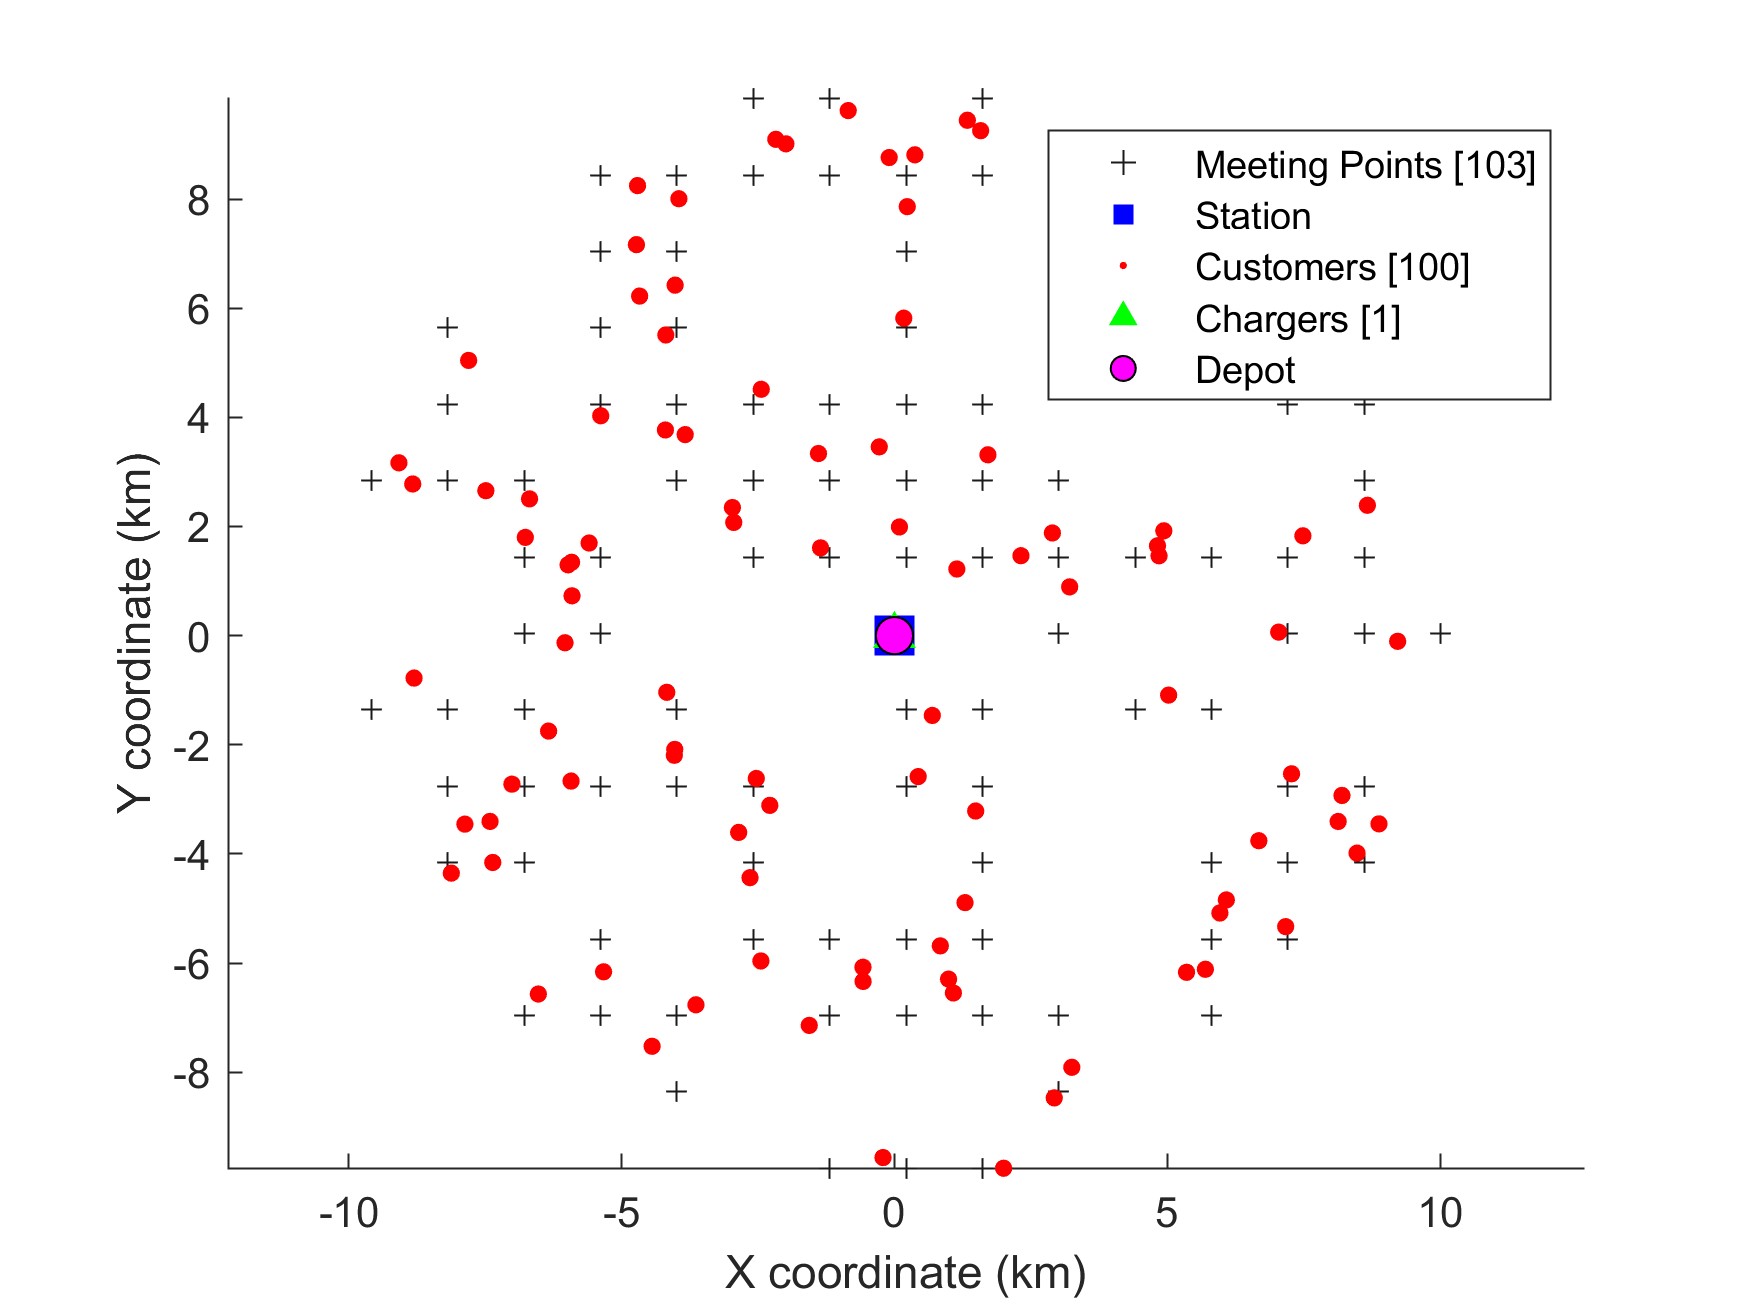 Meeting Points [103]
Station
Customers [100]
Chargers [1]
Depot
8
6
4
2
0
-2
-4
-6
-8
Y coordinate (km)
-10
-5
0
5
10
X coordinate (km)